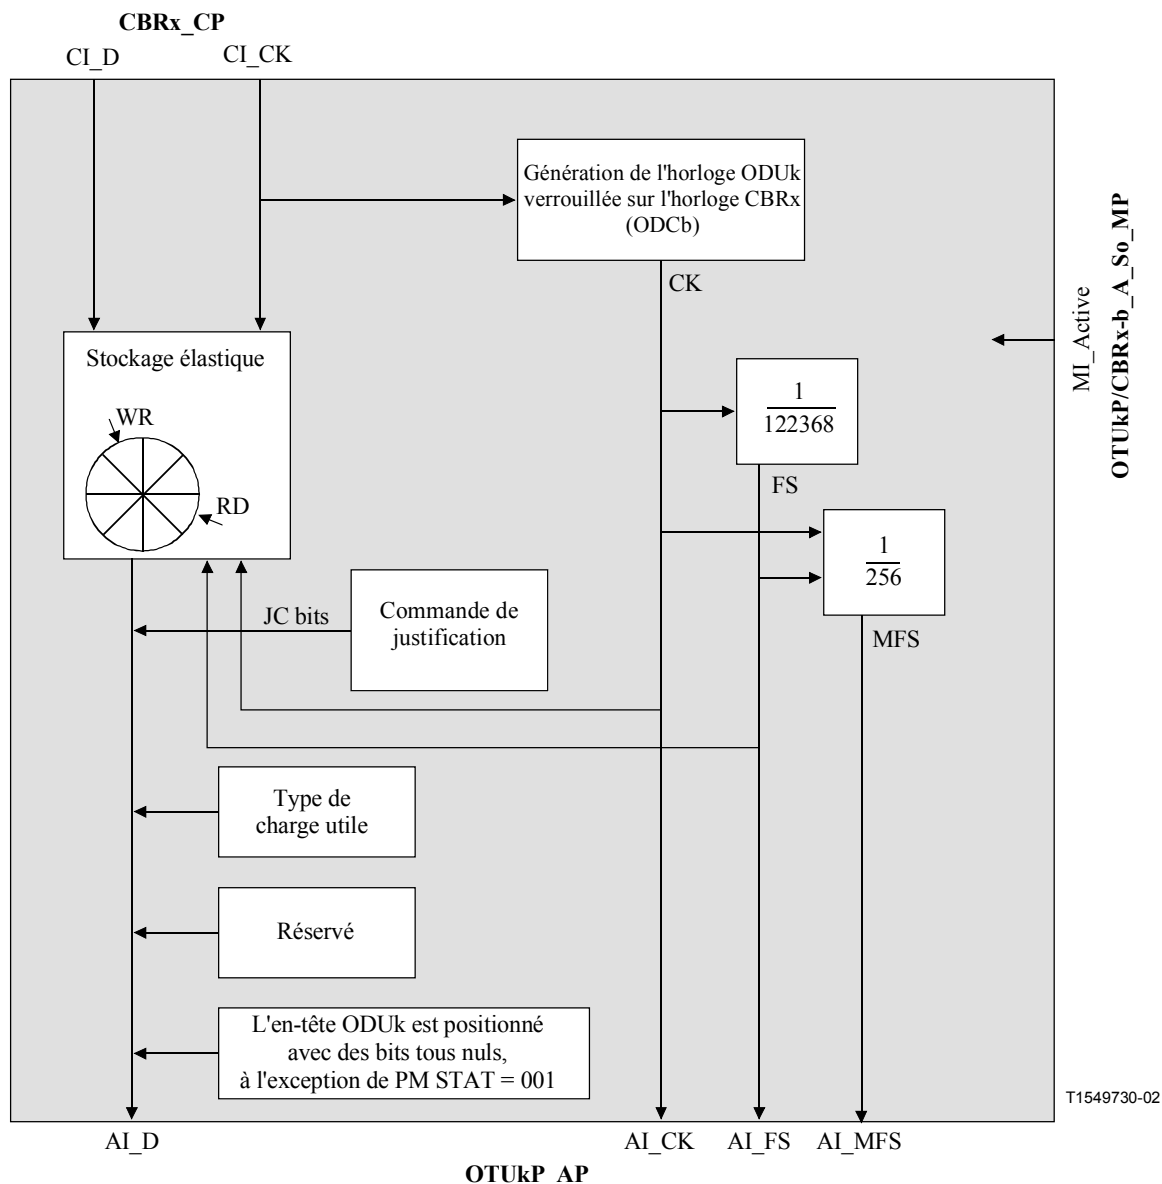 CBRx_CP
CI_D
CI_CK
Génération de l'horloge ODUk
verrouillée sur l'horloge CBRx
(ODCb)
CK
MI_Active
OTUkP/CBRx-b_A_So_MP
Stockage élastique
WR
RD
1
122368
FS
1
256
MFS
JC bits
Commande de
justification
Type de
charge utile
Réservé
L'en-tête ODUk est positionné
avec des bits tous nuls,
à l'exception de PM STAT = 001
T1549730-02
AI_D
AI_CK
AI_FS
AI_MFS
OTUkP_AP